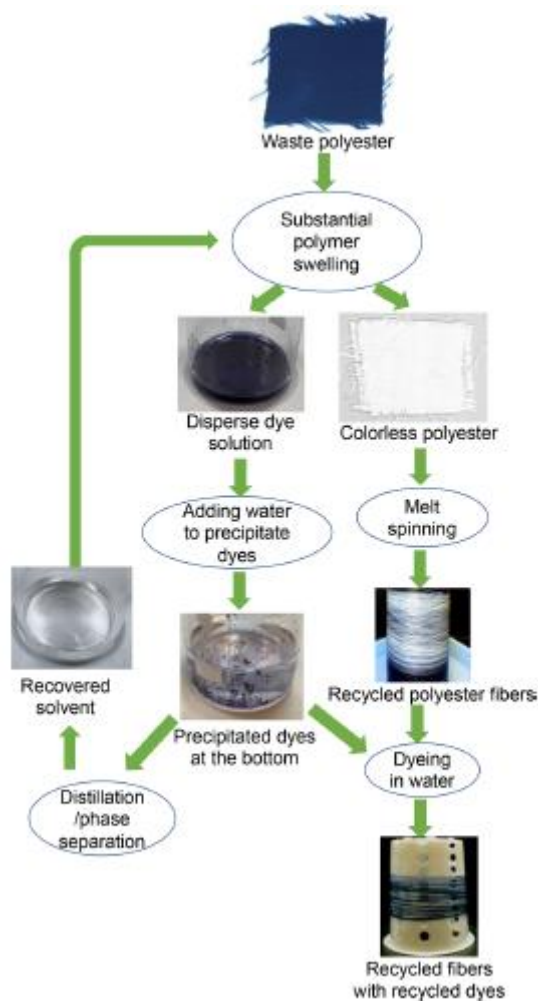 Waste polyester
Substantial
polymer
swelling
Disperse dye
solution
Colorless polyester
Adding water
to precipitate
dyes
Melt
spinning
Recovered
solvent
Precipitated dyes
at the bottom
Recycled polyester fibers
Distillation
/phase
separation
Dyeing
in water
Recycled fibers
with recycled dyes